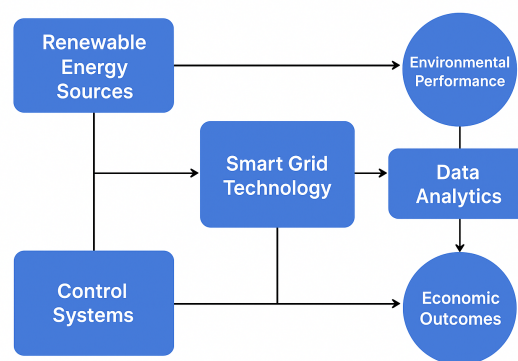 Renewable
Energy
Sources
Environmental
Performance
Smart Grid
Technology
Data
Analytics
Control
Systems
Economic
Outcomes